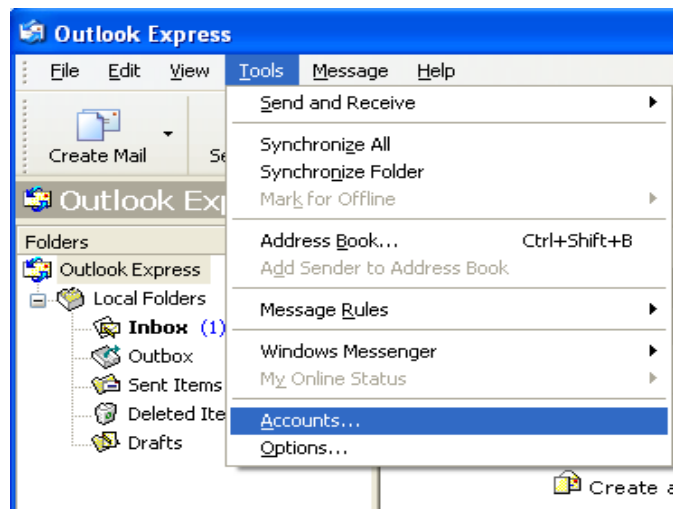 Outlook Express
File Edit View Tools Message Help
Send and Receive
Create Mail
Synchronize All
Synchronize Folder
Mark for Offline
Outlook
Folders
Address Book... Ctrl+Shift+B
Add Sender to Address Book
Outlook Express
Local Folders
Message Rules
Inbox (1)
Outbox
Windows Messenger
My Online Status
Sent Items
Deleted Ite
Accounts...
Drafts
Options...
Create a